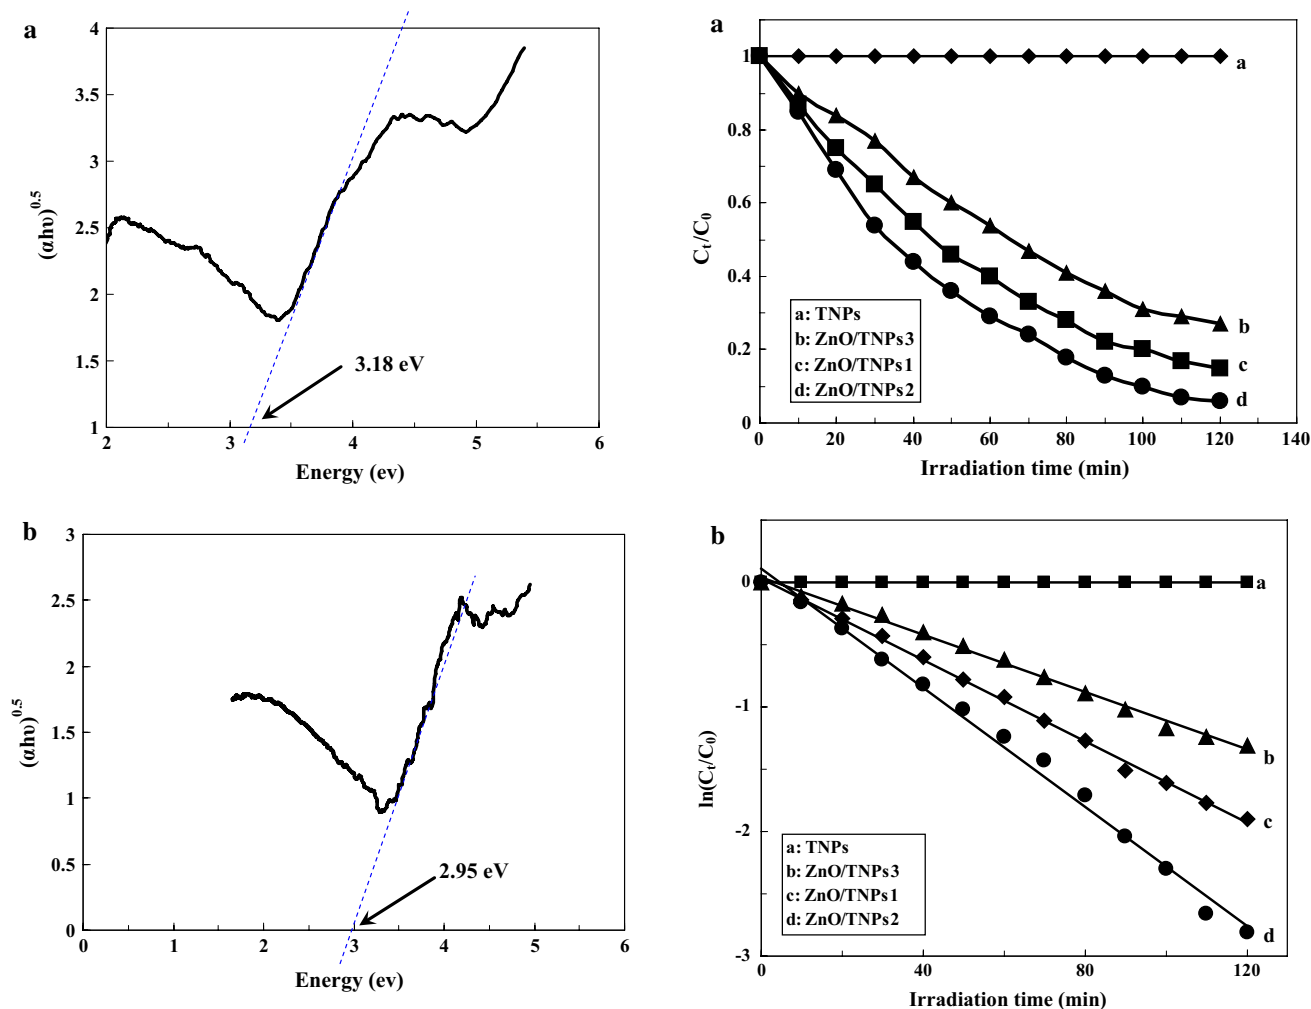 a
4
3.5
3
2.5
2
1.5
1
(αhυ)^0.5
3.18 eV
2
3
4
5
6
Energy (ev)
a
1
0.8
0.6
0.4
0.2
0
Ct/C0
a
b
c
d
a: TNPs
b: ZnO/TNPs3
c: ZnO/TNPs1
d: ZnO/TNPs2
0
20
40
60
80
100
120
140
Irradiation time (min)
b
3
2.5
2
1.5
1
0.5
0
(αhυ)^0.5
2.95 eV
0
1
2
3
4
5
6
Energy (ev)
b
0
-1
-2
-3
ln(Ct/C0)
a
b
c
d
a: TNPs
b: ZnO/TNPs3
c: ZnO/TNPs1
d: ZnO/TNPs2
0
40
80
120
Irradiation time (min)